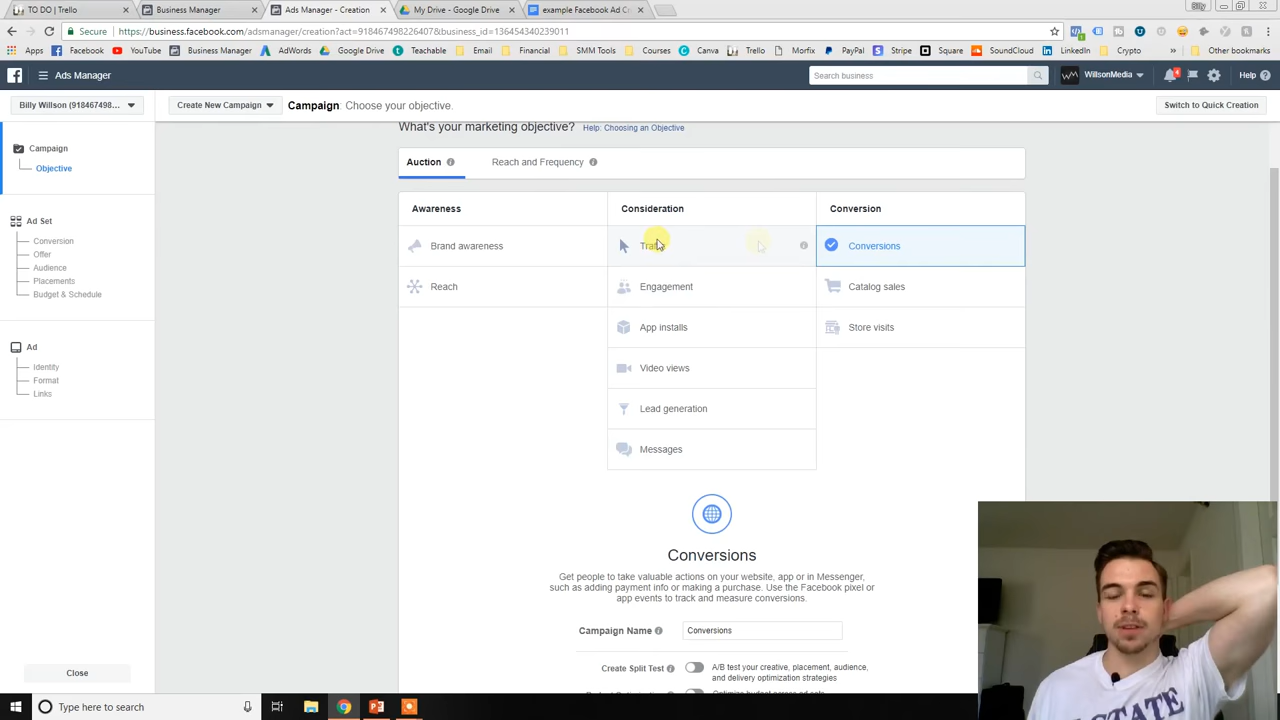 TO DO | Trello
Business Manager
Ads Manager - Creation
My Drive - Google Drive
example Facebook Ad C
Billy
Secure
https://business.facebook.com/adsmanager/creation?act=918467498226407&business_id=136454340239011
Apps
Facebook
YouTube
Business Manager
AdWords
Google Drive
Teachable
Email
Financial
SMM Tools
Courses
Canva
Trello
Morfix
PayPal
Stripe
Square
SoundCloud
LinkedIn
Crypto
Other bookmarks
Ads Manager
Search business
WillsonMedia
4
Help
Billy Willson (918467498...
Create New Campaign
Campaign: Choose your objective.
Switch to Quick Creation
What's your marketing objective? Help: Choosing an Objective
Campaign
Objective
Auction
Reach and Frequency
Awareness
Consideration
Conversion
Ad Set
Conversion
Offer
Audience
Placements
Budget & Schedule
Brand awareness
Reach
Engagement
App installs
Video views
Lead generation
Messages
Conversions
Catalog sales
Store visits
Ad
Identity
Format
Links
Conversions
Get people to take valuable actions on your website, app or in Messenger,
such as adding payment info or making a purchase. Use the Facebook pixel or
app events to track and measure conversions.
Campaign Name
Conversions
Create Split Test
A/B test your creative, placement, audience,
and delivery optimization strategies
Close
Type here to search
STATE